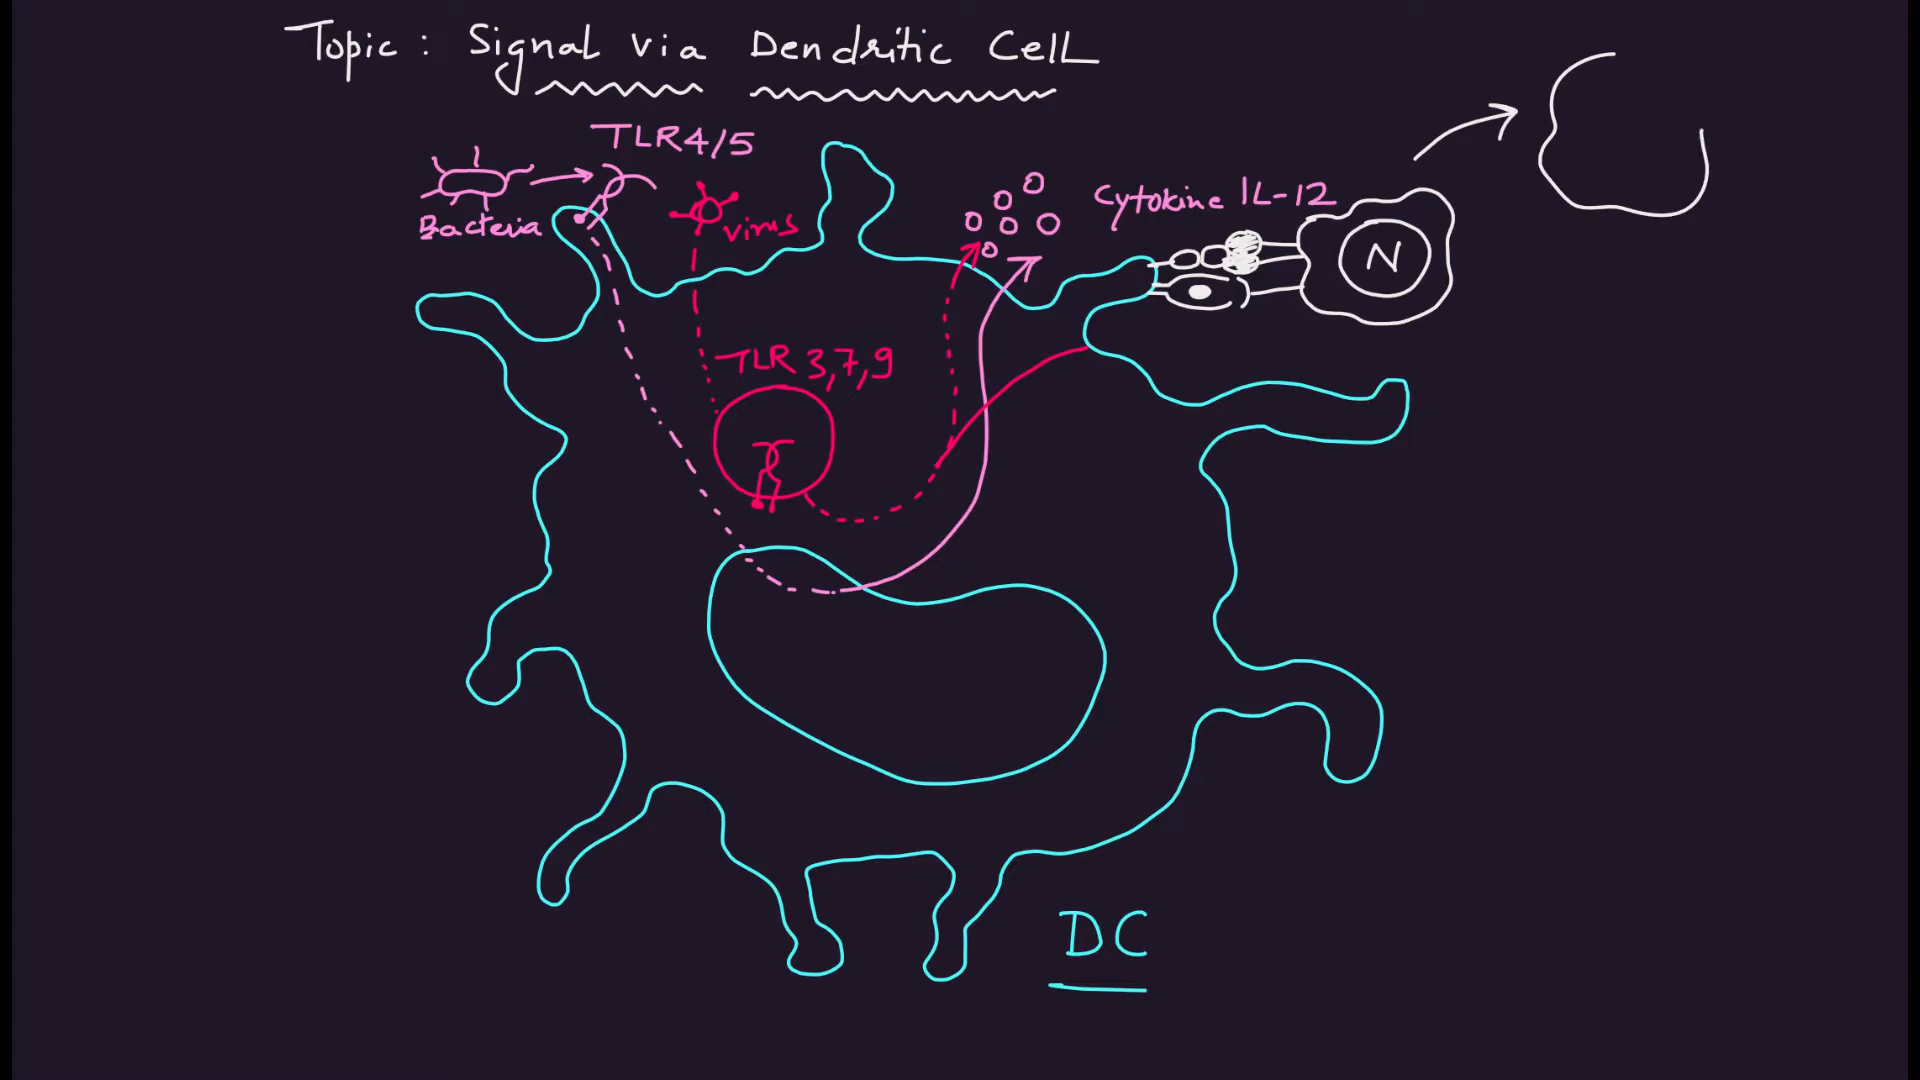 Topic : Signal via Dendritic Cell
TLR4/5
Bacteria
virus
Cytokine IL-12
N
TLR 3,7,9
DC